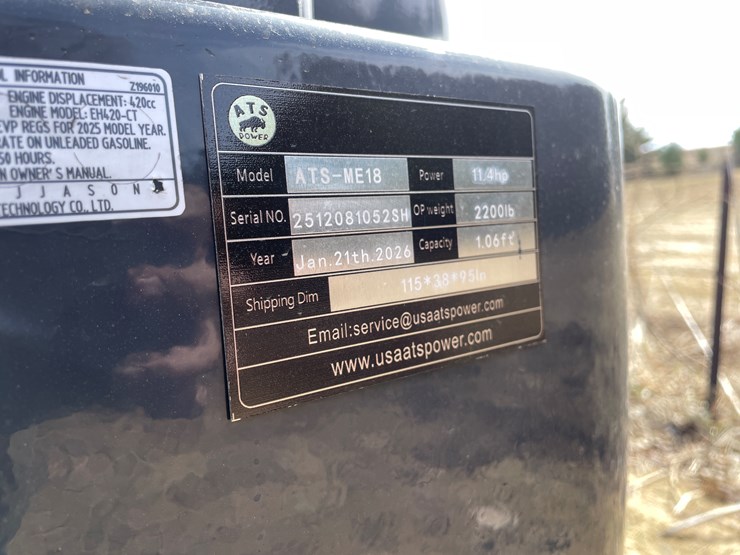 L INFORMATION Z196010
ENGINE DISPLACEMENT: 420cc
ENGINE MODEL: EH420-CT
EVP REGS FOR 2025 MODEL YEAR.
RATE ON UNLEADED GASOLINE.
50 HOURS.
N OWNER'S MANUAL.
J J A S O N
TECHNOLOGY CO., LTD.
ATS
POWER
Model ATS-ME18 Power 11.4hp
Serial NO. 2512081052SH OP weight 2200lb
Year Jan.21th.2026 Capacity 1.06ft³
Shipping Dim 115*38*95in
Email:service@usaatspower.com
www.usaatspower.com